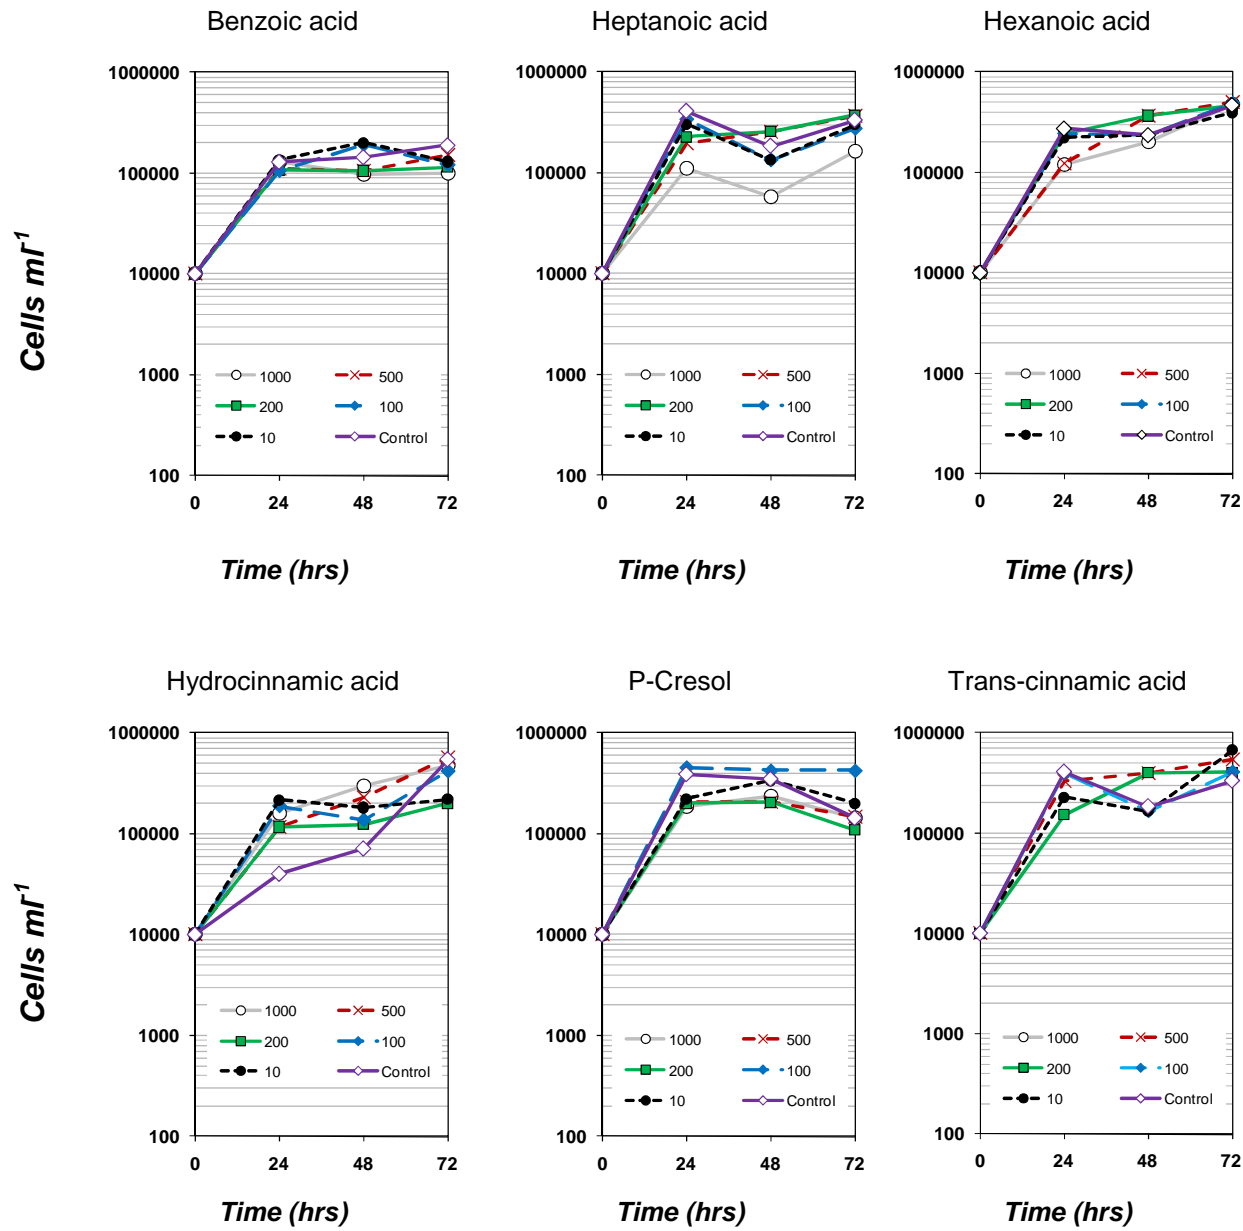 Benzoic acid Heptanoic acid Hexanoic acid
1000000 1000000 1000000
100000 100000 100000
10000 10000 10000
Cells ml-1
1000 1000 1000
1000 500 1000 500 1000 500
200 100 200 100 200 100
10 Control 10 Control 10 Control
100 100 100
0 24 48 72 0 24 48 72 0 24 48 72
Time (hrs) Time (hrs) Time (hrs)
Hydrocinnamic acid P-Cresol Trans-cinnamic acid
1000000 1000000 1000000
100000 100000 100000
10000 10000 10000
Cells ml-1
1000 1000 1000
1000 500 1000 500 1000 500
200 100 200 100 200 100
10 Control 10 Control 10 Control
100 100 100
0 24 48 72 0 24 48 72 0 24 48 72
Time (hrs) Time (hrs) Time (hrs)